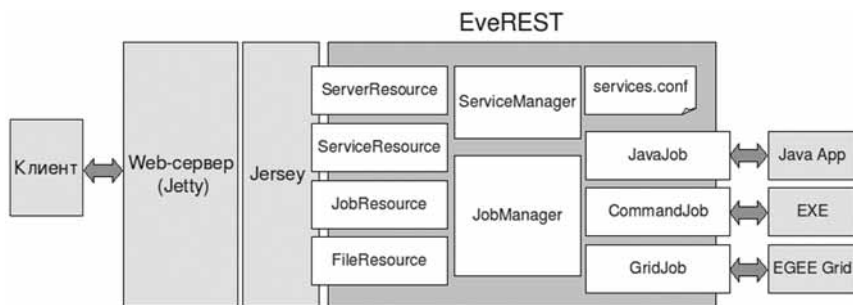 EveREST
Клиент
Web-сервер
(Jetty)
Jersey
ServerResource
ServiceResource
JobResource
FileResource
ServiceManager
JobManager
services.conf
JavaJob
CommandJob
GridJob
Java App
EXE
EGEE Grid